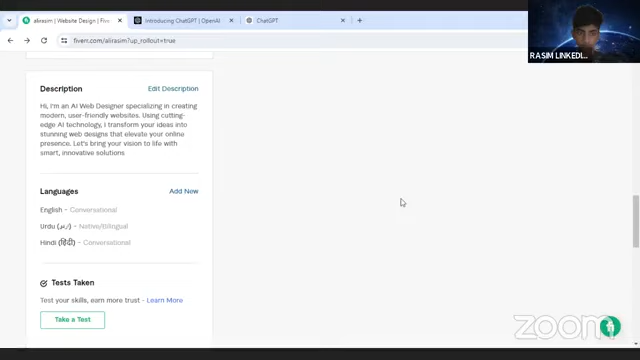 alirasim | Website Design | Fiverr
Introducing ChatGPT | OpenAI
ChatGPT
fiverr.com/alirasim?up_rollout=true
RASIM LINKEDI...
Description
Edit Description
Hi, I'm an AI Web Designer specializing in creating
modern, user-friendly websites. Using cutting-
edge AI technology, I transform your ideas into
stunning web designs that elevate your online
presence. Let's bring your vision to life with
smart, innovative solutions
Languages
Add New
English - Conversational
Urdu (اردو) - Native/Bilingual
Hindi (हिंदी) - Conversational
Tests Taken
Test your skills, earn more trust - Learn More
Take a Test
zoom